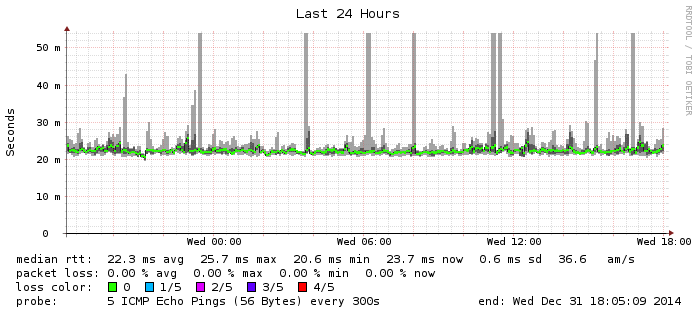 Last 24 Hours
RRDTOOL / TOBI OETIKER
Seconds
50 m
40 m
30 m
20 m
10 m
0
Wed 00:00 Wed 06:00 Wed 12:00 Wed 18:00
median rtt: 22.3 ms avg 25.7 ms max 20.6 ms min 23.7 ms now 0.6 ms sd 36.6 am/s
packet loss: 0.00 % avg 0.00 % max 0.00 % min 0.00 % now
loss color: 0 1/5 2/5 3/5 4/5
probe: 5 ICMP Echo Pings (56 Bytes) every 300s end: Wed Dec 31 18:05:09 2014